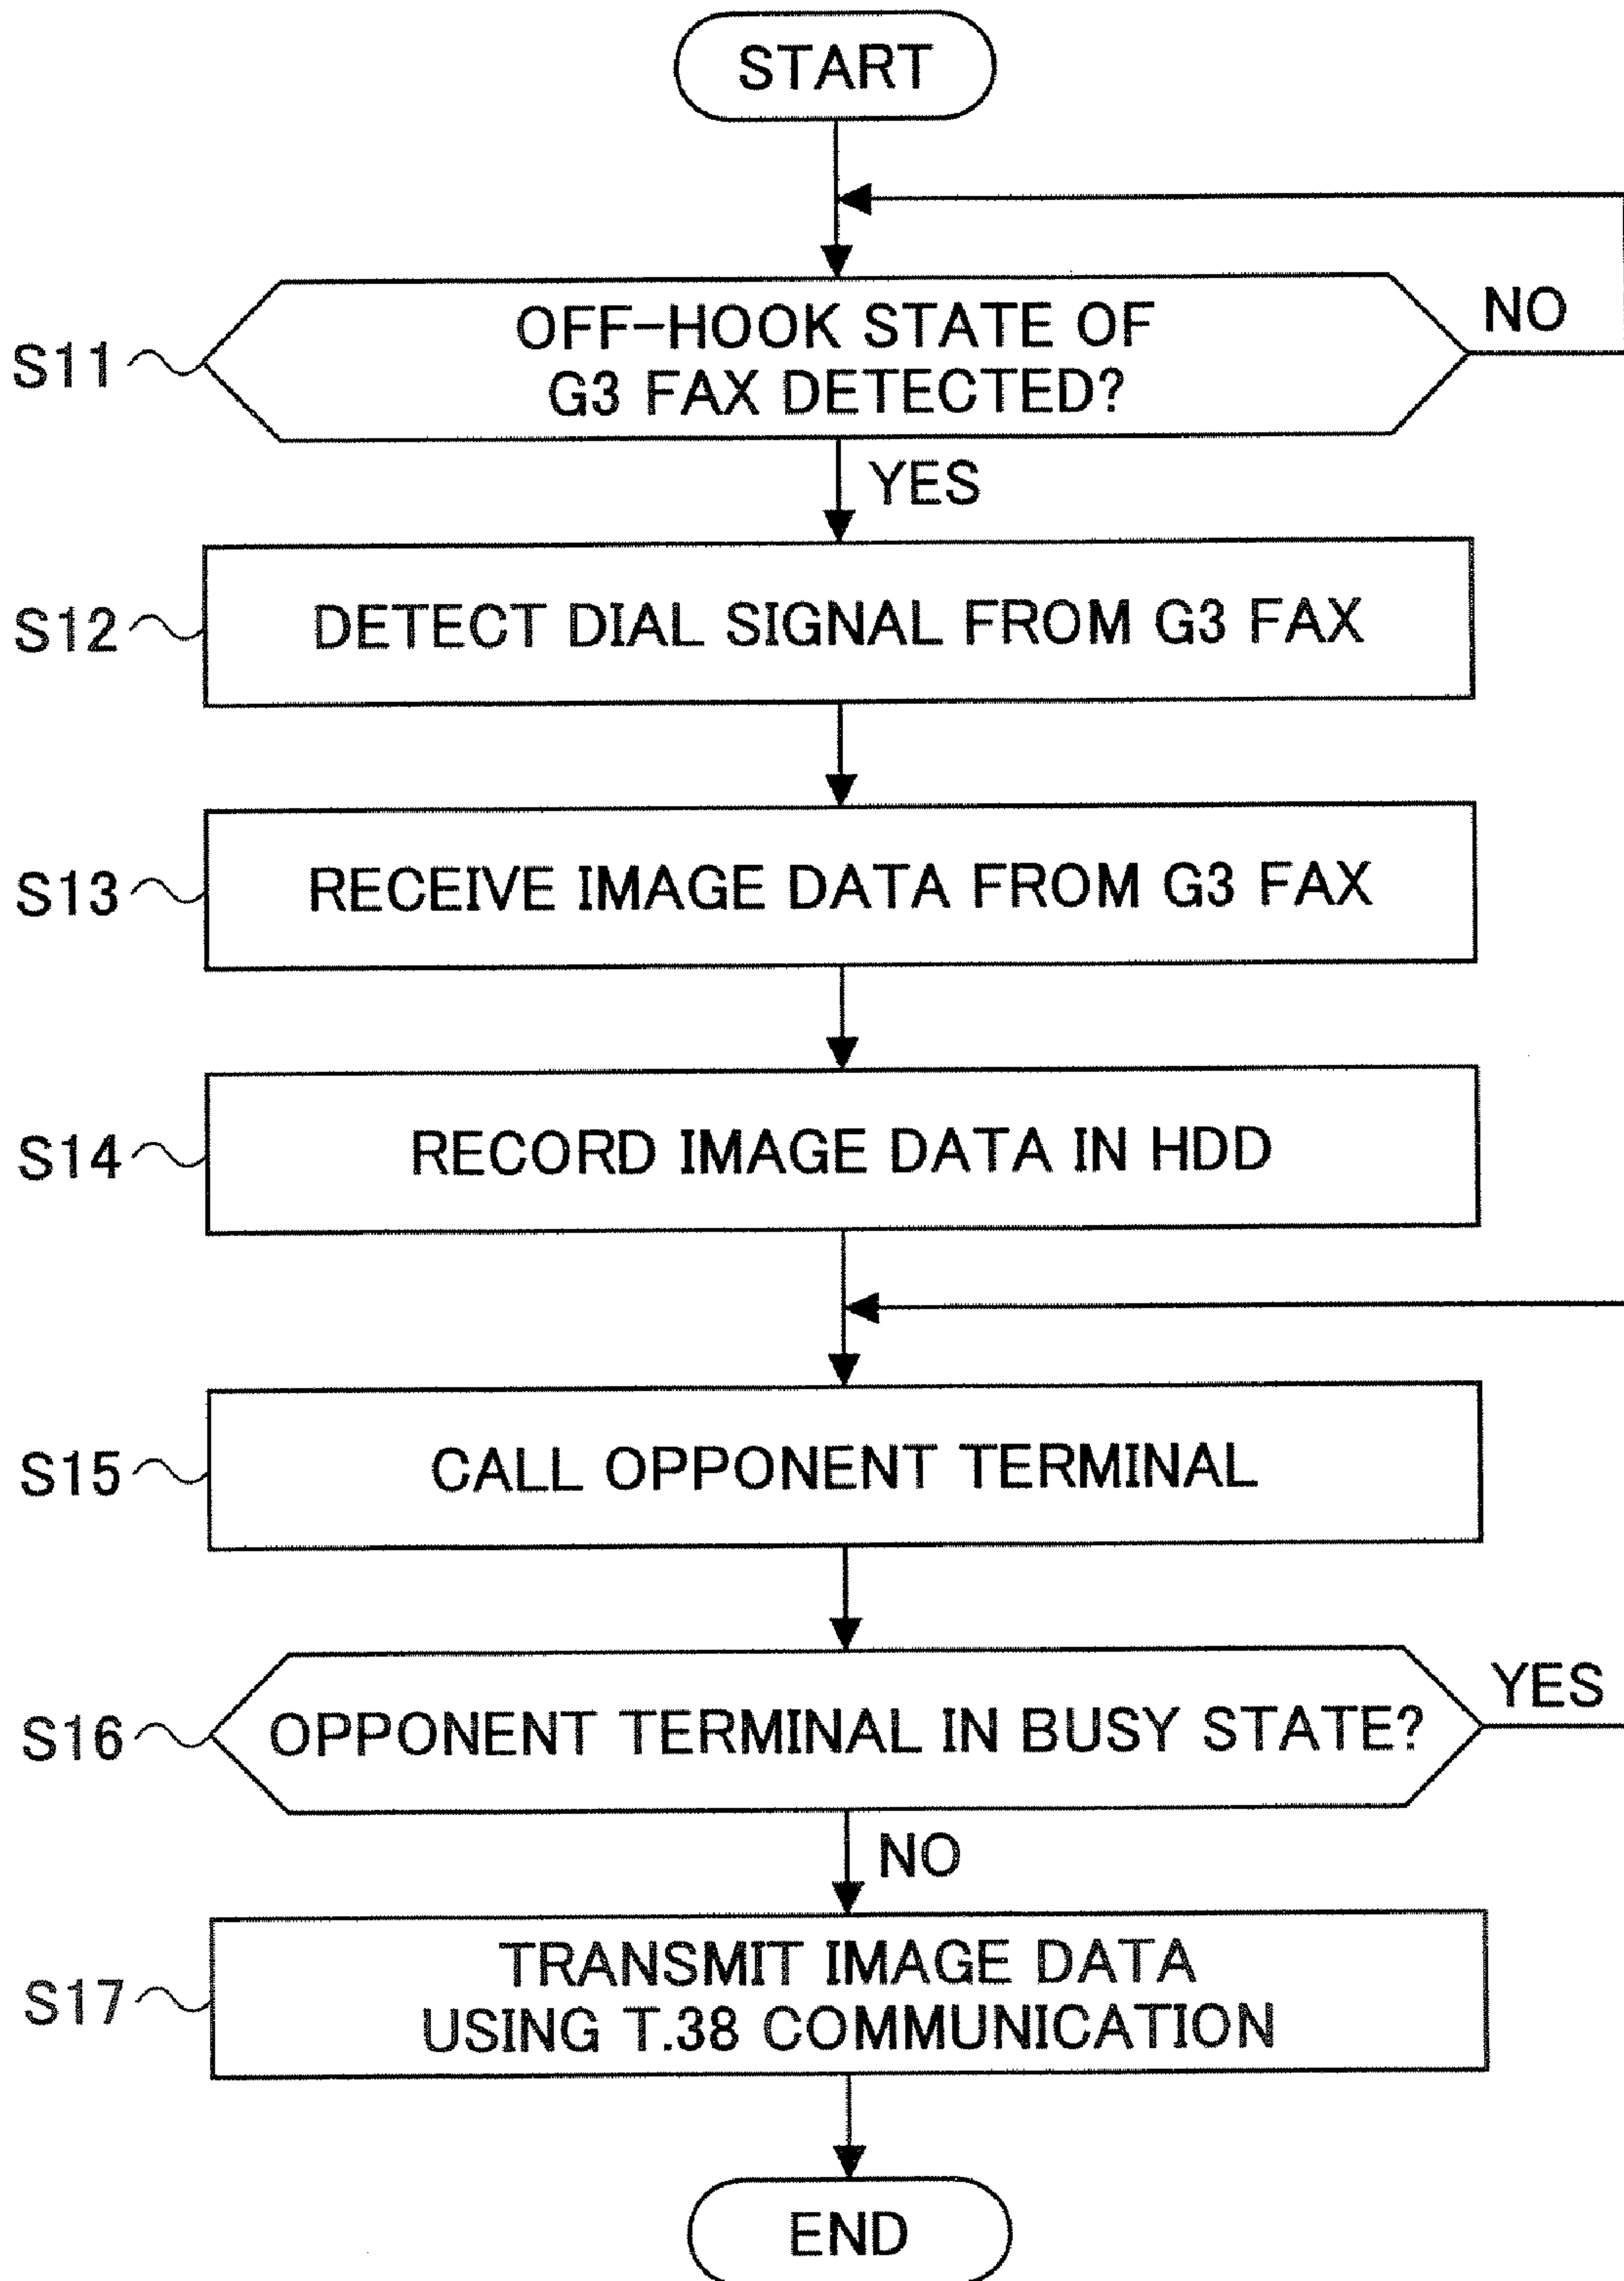 START
OFF-HOOK STATE OF
G3 FAX DETECTED?
NO
S11
YES
DETECT DIAL SIGNAL FROM G3 FAX
S12
RECEIVE IMAGE DATA FROM G3 FAX
S13
RECORD IMAGE DATA IN HDD
S14
CALL OPPONENT TERMINAL
S15
OPPONENT TERMINAL IN BUSY STATE?
YES
S16
NO
TRANSMIT IMAGE DATA
USING T.38 COMMUNICATION
S17
END